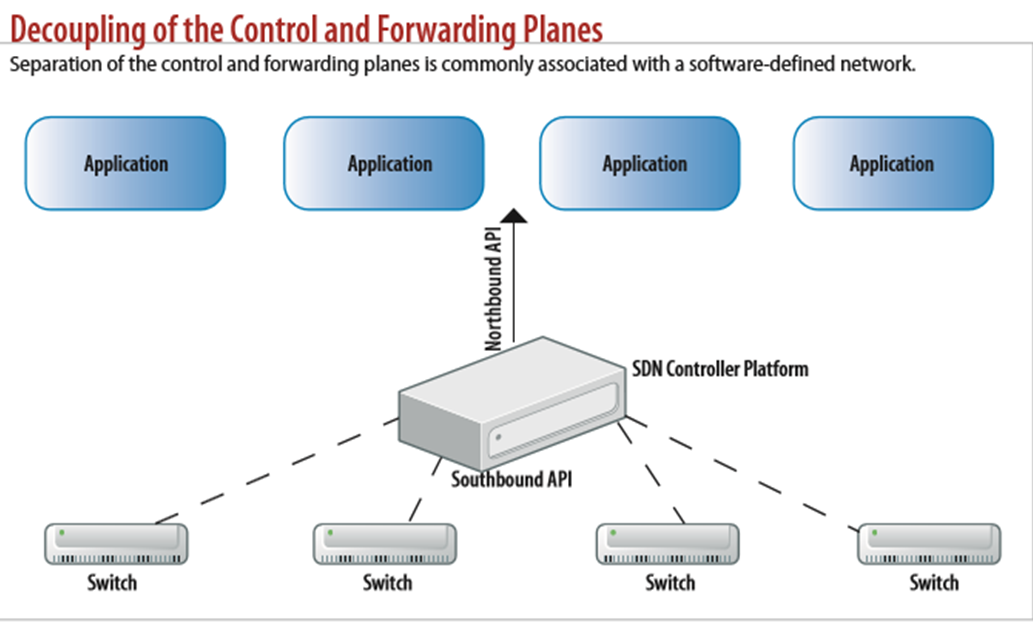 Decoupling of the Control and Forwarding Planes
Separation of the control and forwarding planes is commonly associated with a software-defined network.
Application
Application
Application
Application
Northbound API
SDN Controller Platform
Southbound API
Switch
Switch
Switch
Switch